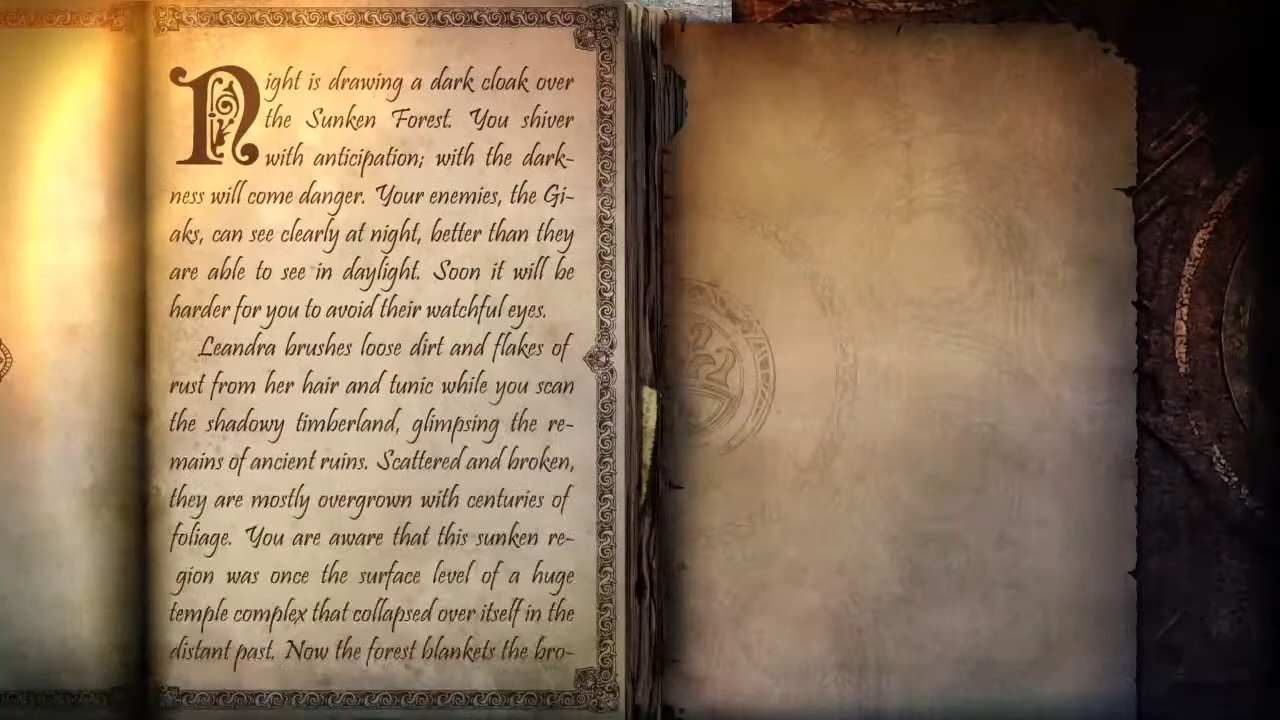 Night is drawing a dark cloak over
the Sunken Forest. You shiver
with anticipation; with the dark-
ness will come danger. Your enemies, the Gi-
aks, can see clearly at night, better than they
are able to see in daylight. Soon it will be
harder for you to avoid their watchful eyes.
Leandra brushes loose dirt and flakes of
rust from her hair and tunic while you scan
the shadowy timberland, glimpsing the re-
mains of ancient ruins. Scattered and broken,
they are mostly overgrown with centuries of
foliage. You are aware that this sunken re-
gion was once the surface level of a huge
temple complex that collapsed over itself in the
distant past. Now the forest blankets the bro-